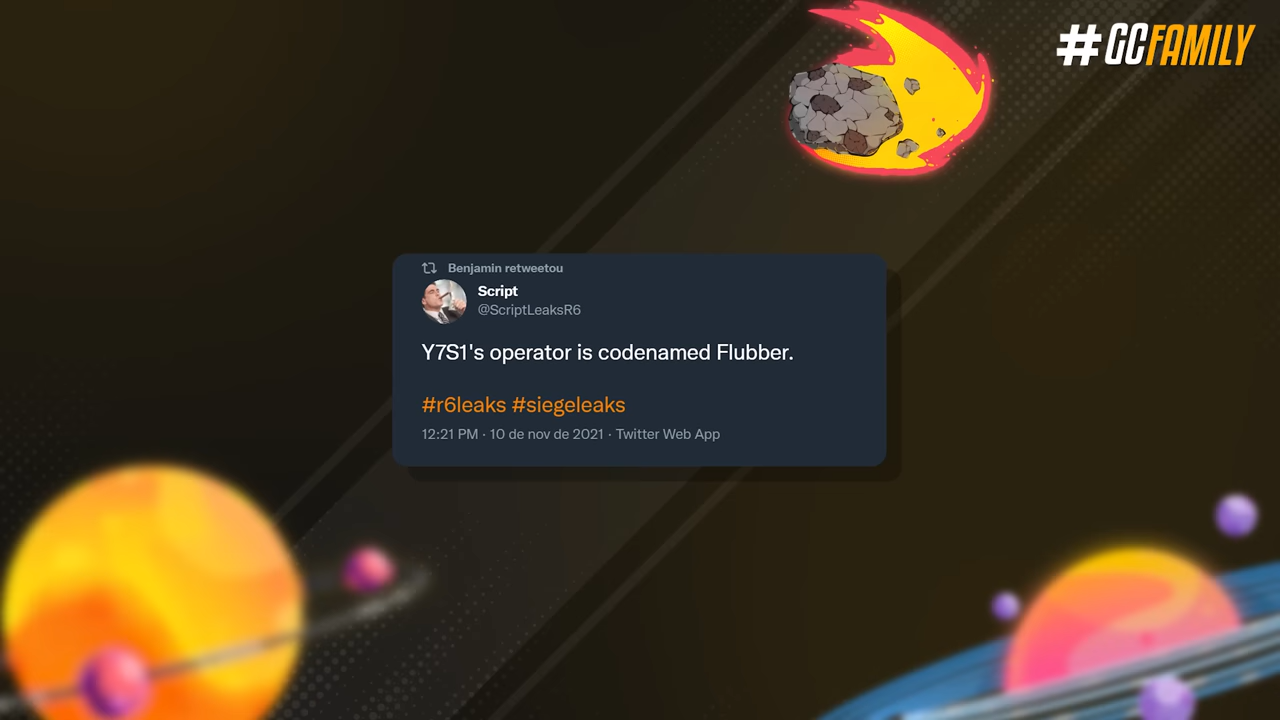 #GCFAMILY
Benjamin retweetou
Script
@ScriptLeaksR6
Y7S1's operator is codenamed Flubber.
#r6leaks #siegeleaks
12:21 PM · 10 de nov de 2021 · Twitter Web App